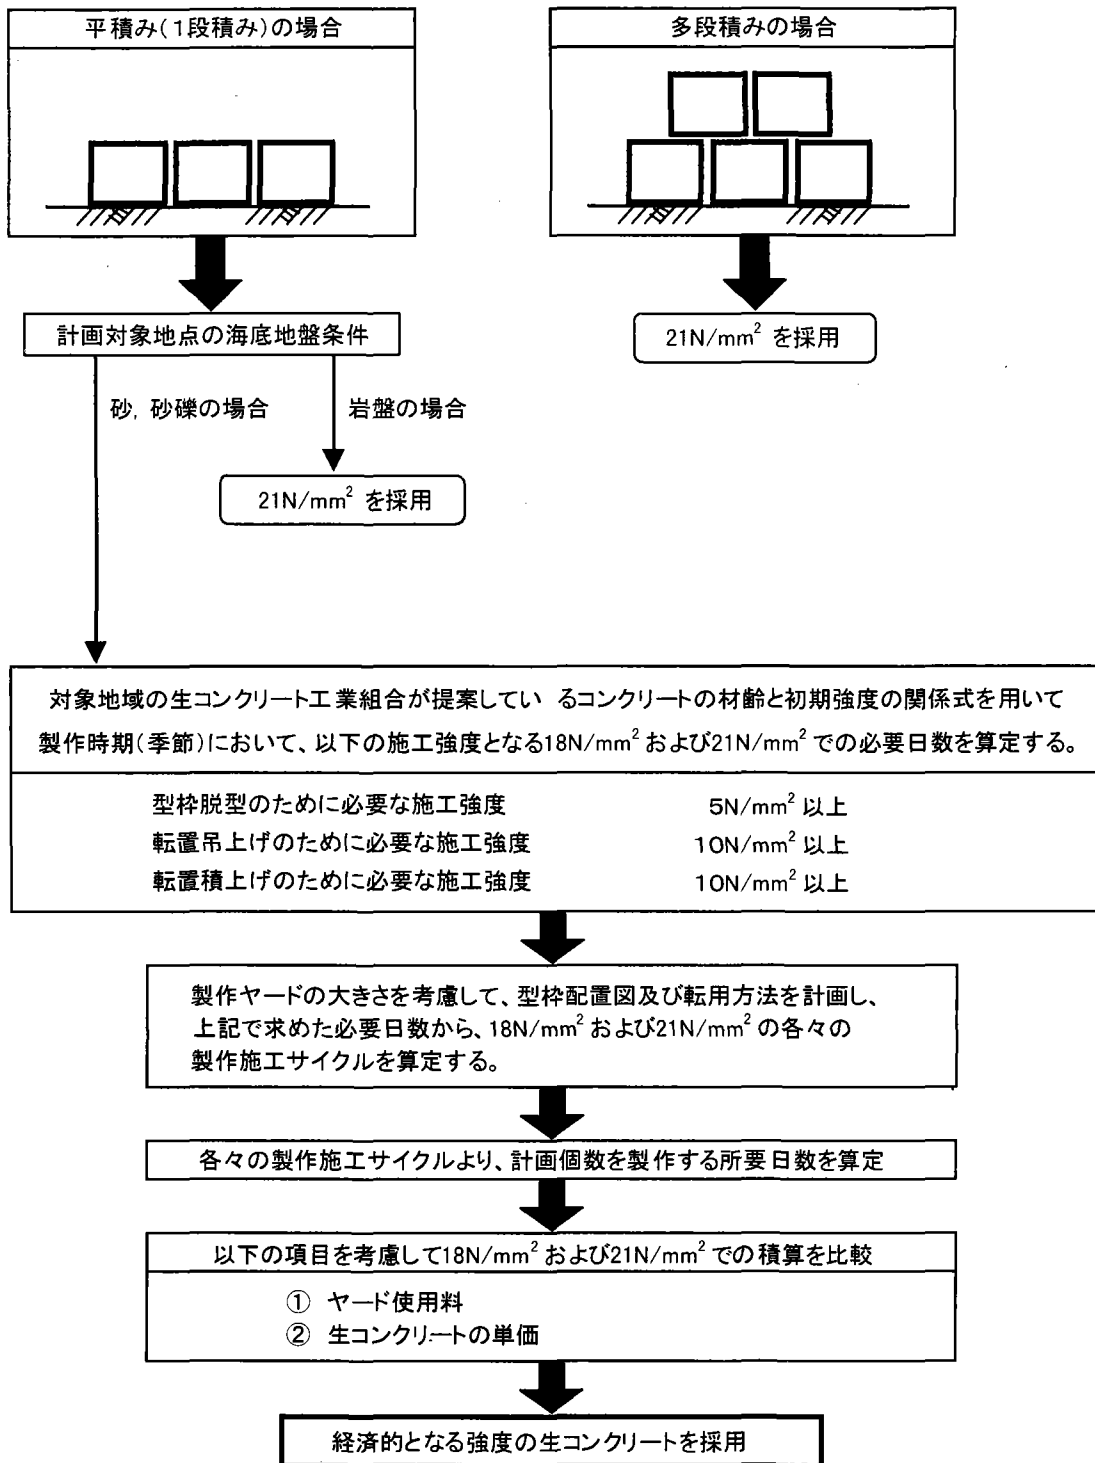 平積み(1段積み)の場合
多段積みの場合
計画対象地点の海底地盤条件
21N/mm² を採用
砂, 砂礫の場合
岩盤の場合
21N/mm² を採用
対象地域の生コンクリート工業組合が提案している コンクリートの材齢と初期強度の関係式を用いて
製作時期(季節)において、以下の施工強度となる18N/mm² および21N/mm² での必要日数を算定する。
型枠脱型のために必要な施工強度 5N/mm² 以上
転置吊上げのために必要な施工強度 10N/mm² 以上
転置積上げのために必要な施工強度 10N/mm² 以上
製作ヤードの大きさを考慮して、型枠配置図及び転用方法を計画し、
上記で求めた必要日数から、18N/mm² および21N/mm² の各々の
製作施工サイクルを算定する。
各々の製作施工サイクルより、計画個数を製作する所要日数を算定
以下の項目を考慮して18N/mm² および21N/mm² での積算を比較
① ヤード使用料
② 生コンクリートの単価
経済的となる強度の生コンクリートを採用